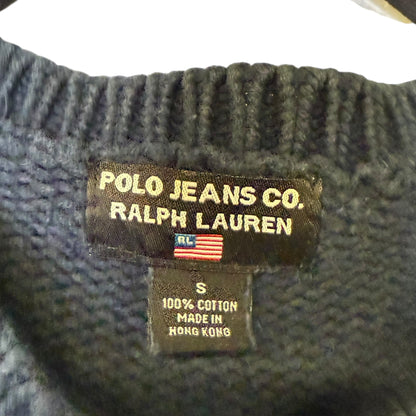 POLO JEANS CO.
RALPH LAUREN
RL
S
100% COTTON
MADE IN
HONG KONG